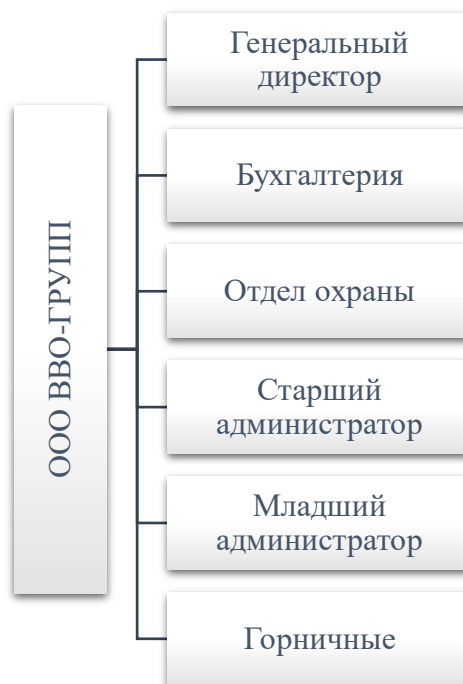 ООО ВВО-ГРУПП
Генеральный
директор
Бухгалтерия
Отдел охраны
Старший
администратор
Младший
администратор
Горничные